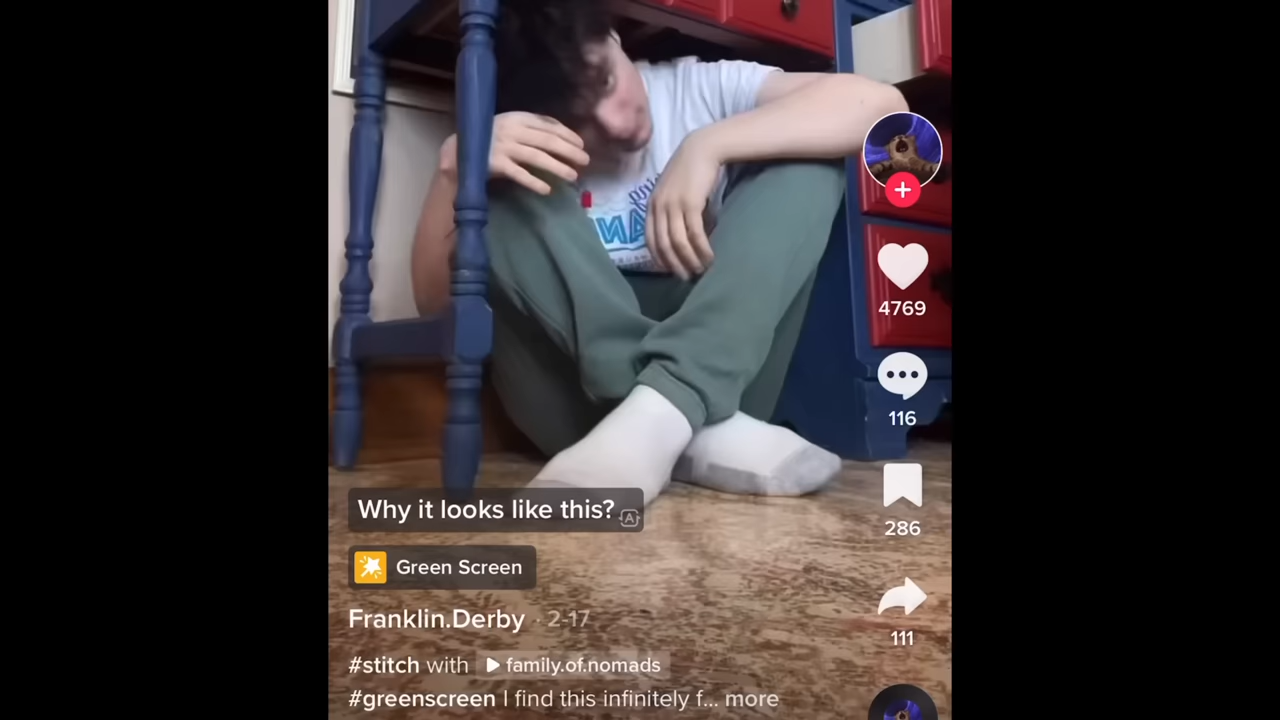 4769
116
Why it looks like this?
286
Green Screen
Franklin.Derby · 2-17
111
#stitch with family.of.nomads
#greenscreen I find this infinitely f... more